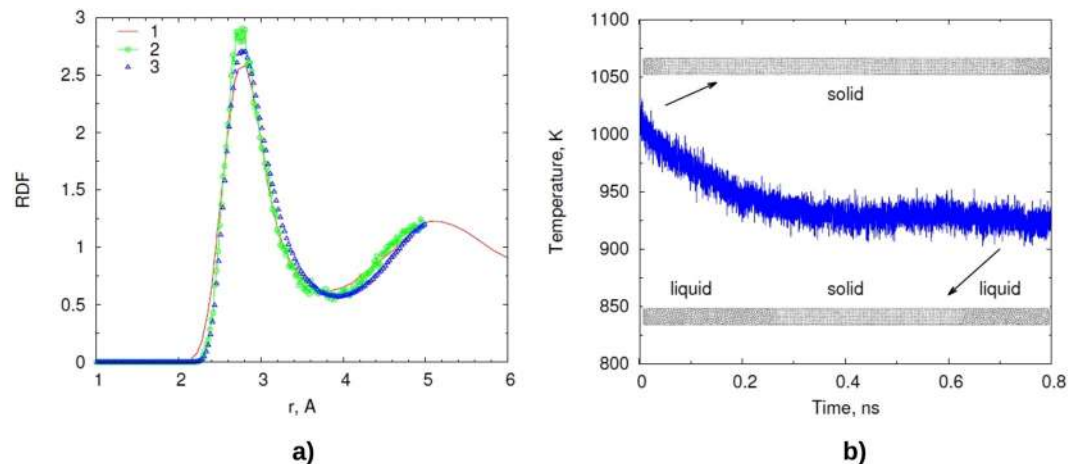 3
2.5
2
1.5
1
0.5
0
RDF
1
2
3
1
2
3
4
5
6
r, A
a)
1100
1050
1000
950
900
850
800
Temperature, K
solid
liquid
solid
liquid
0
0.2
0.4
0.6
0.8
Time, ns
b)